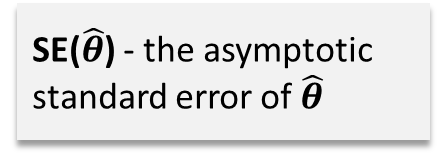 SE(θ̂) - the asymptotic
standard error of θ̂